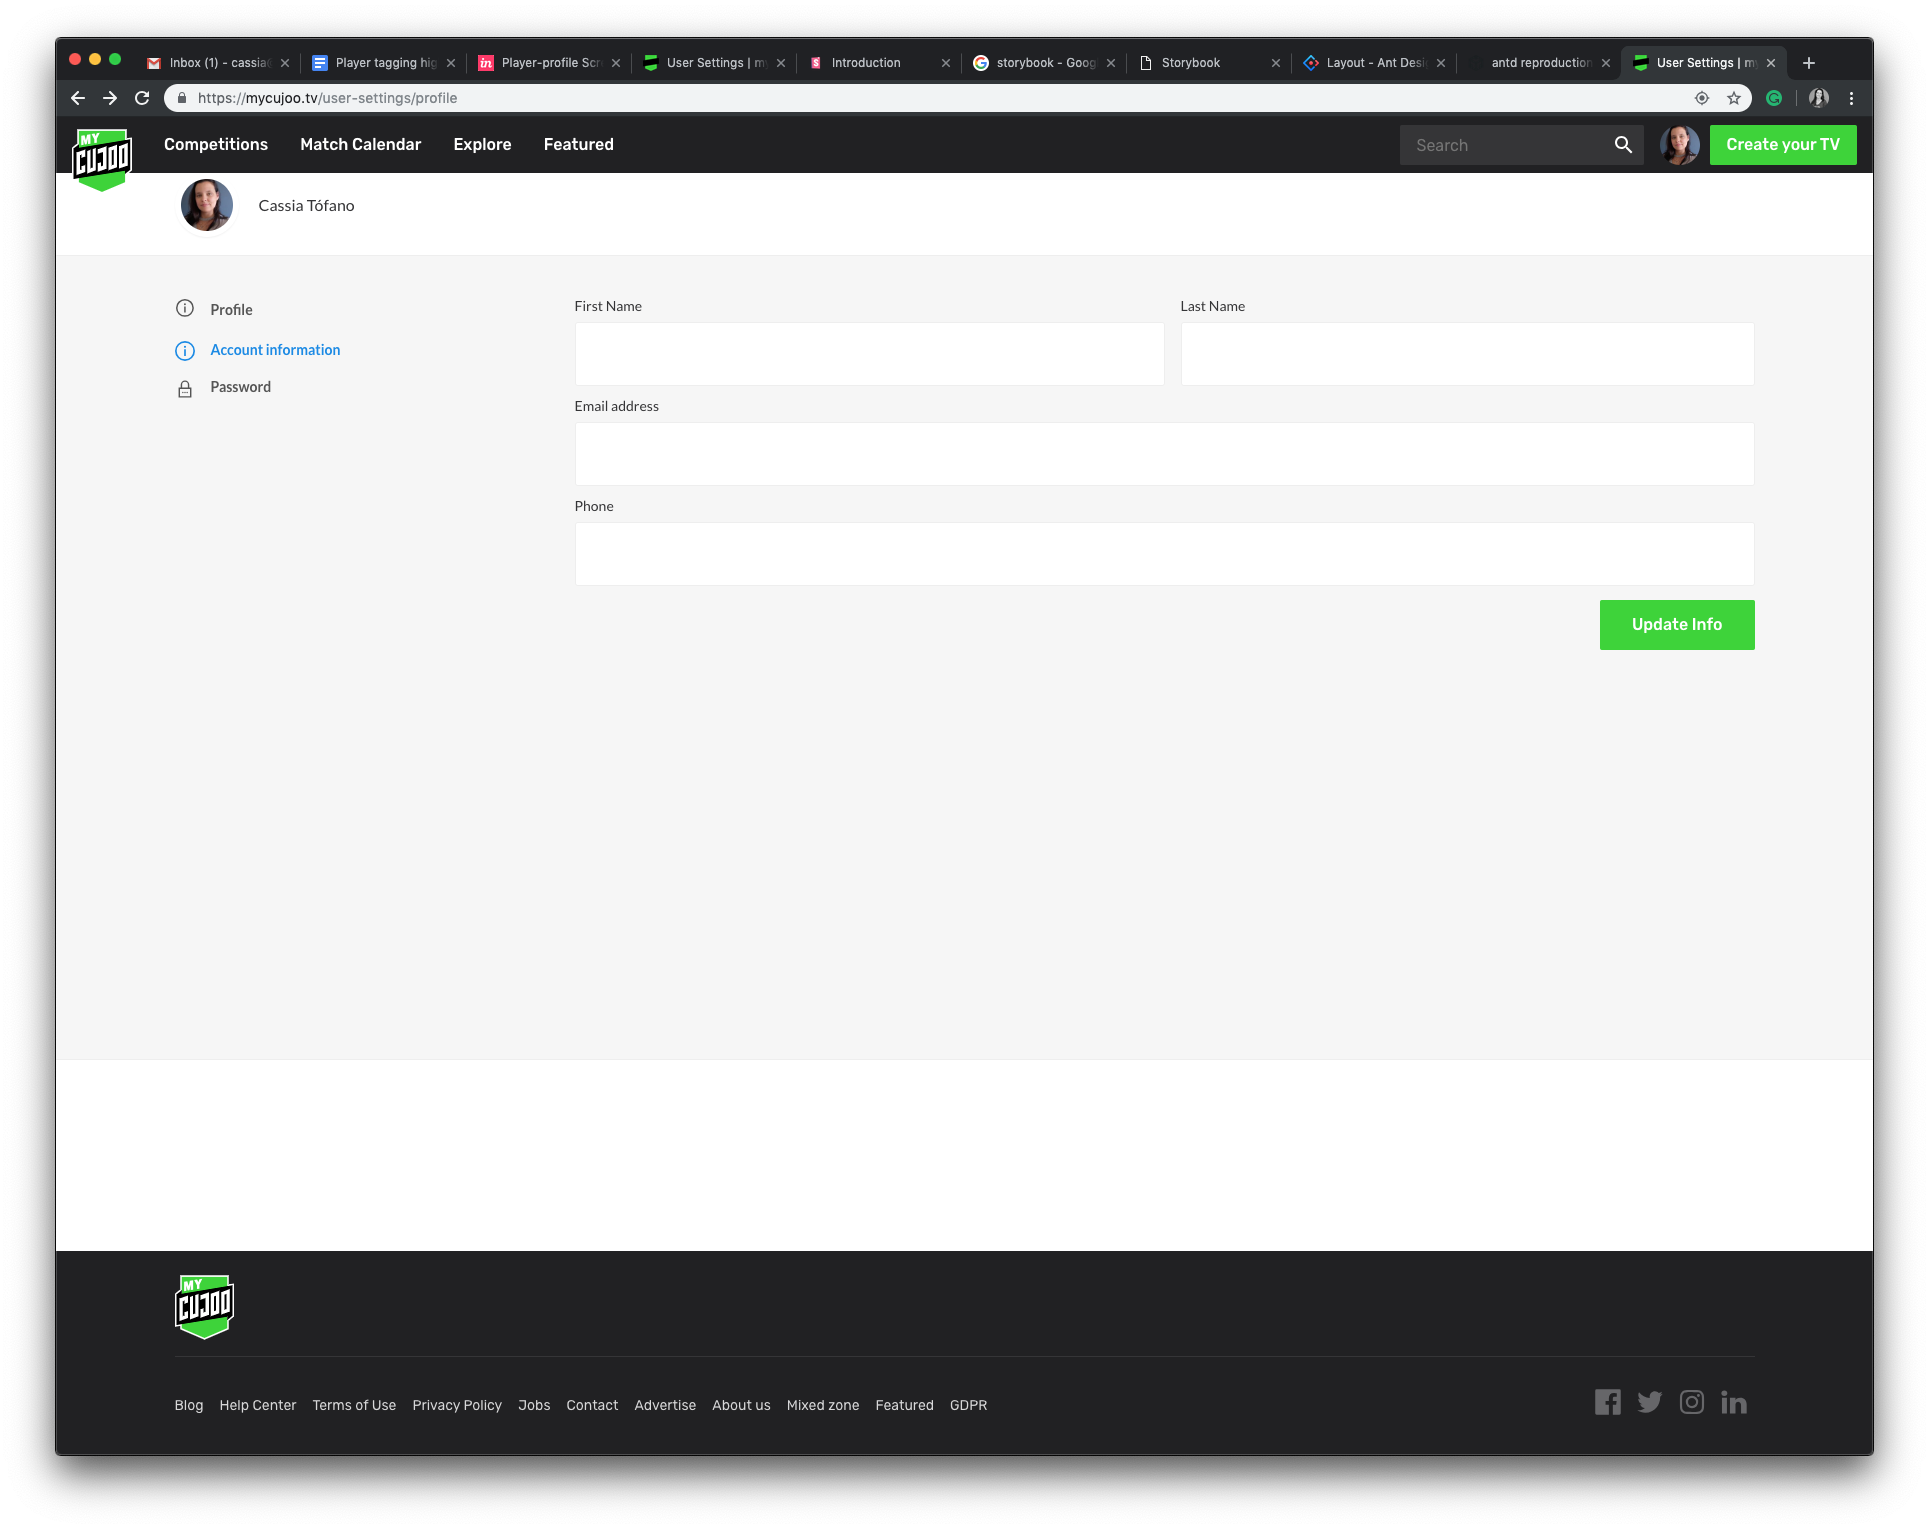 Inbox (1) - cassia
Player tagging hig
Player-profile Scr
User Settings | my
Introduction
storybook - Goog
Storybook
Layout - Ant Desi
antd reproduction
User Settings | my
https://mycujoo.tv/user-settings/profile
MY CUJOO
Competitions
Match Calendar
Explore
Featured
Search
Create your TV
Cassia Tófano
Profile
Account information
Password
First Name
Last Name
Email address
Phone
Update Info
MY CUJOO
Blog Help Center Terms of Use Privacy Policy Jobs Contact Advertise About us Mixed zone Featured GDPR